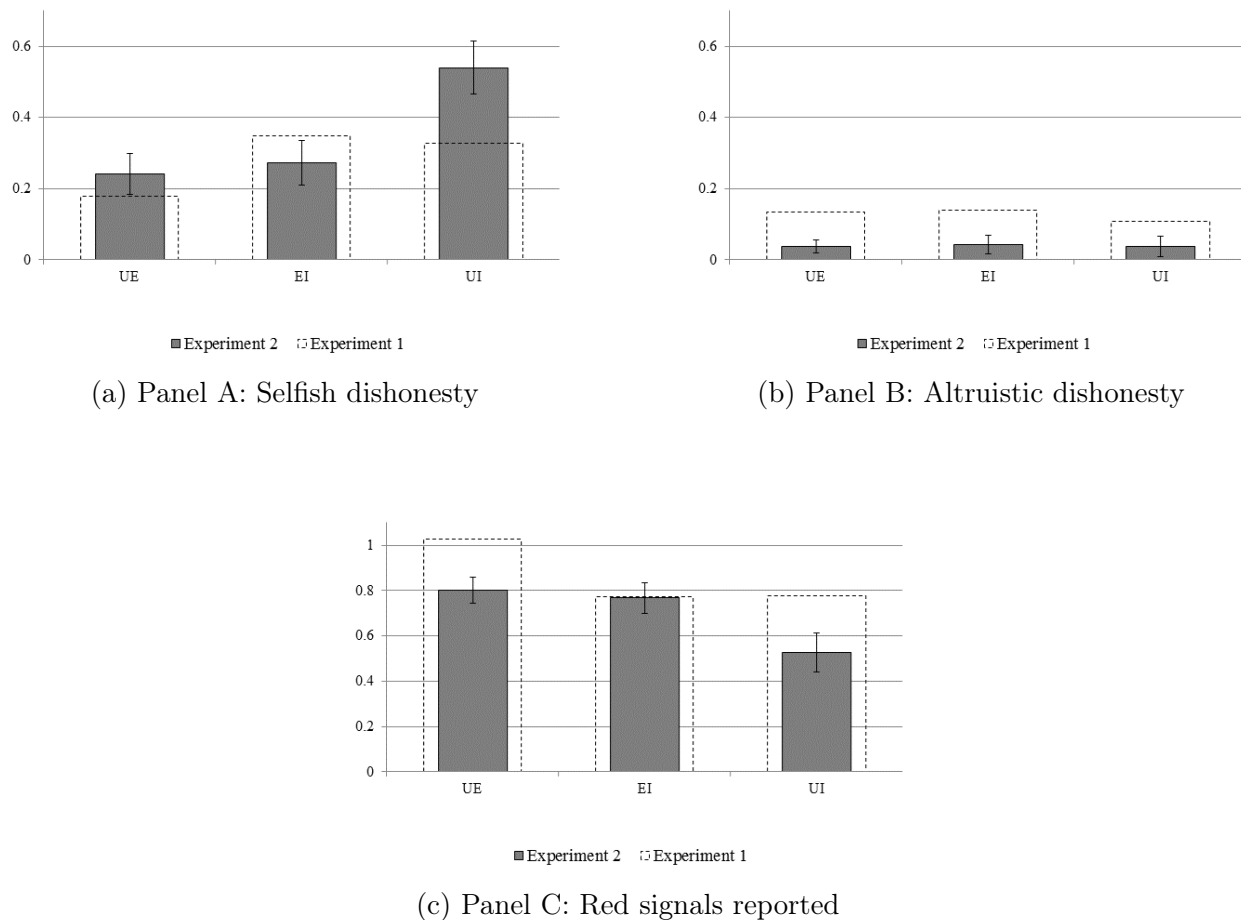 0.6
0.4
0.2
0
UE EI UI
Experiment 2 Experiment 1
(a) Panel A: Selfish dishonesty
0.6
0.4
0.2
0
UE EI UI
Experiment 2 Experiment 1
(b) Panel B: Altruistic dishonesty
1
0.8
0.6
0.4
0.2
0
UE EI UI
Experiment 2 Experiment 1
(c) Panel C: Red signals reported